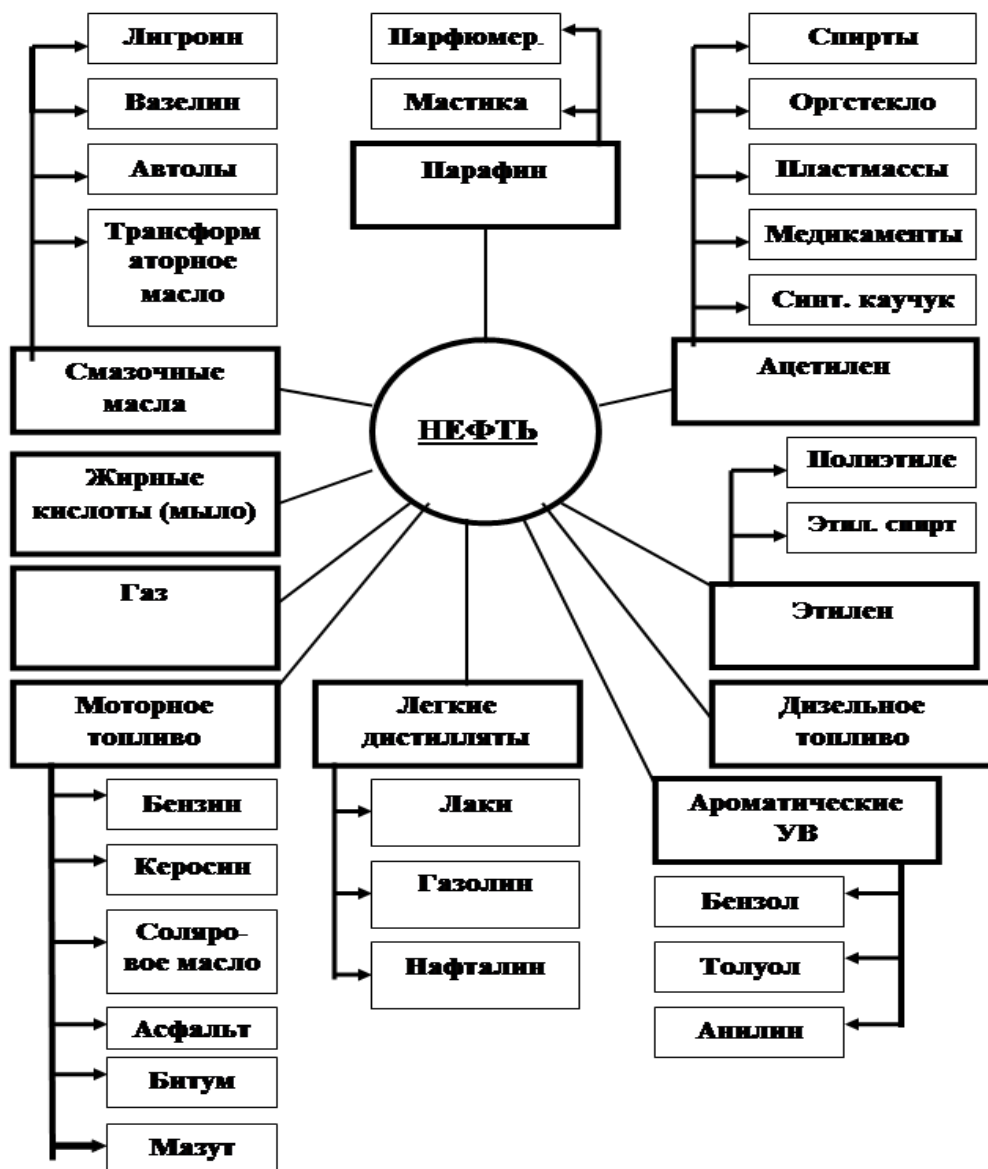 Лигроин
Вазелин
Автолы
Трансформ
аторное
масло
Смазочные
масла
Парфюмер.
Мастика
Парафин
Спирты
Оргстекло
Пластмассы
Медикаменты
Синт. каучук
Ацетилен
НЕФТЬ
Жирные
кислоты (мыло)
Газ
Полиэтиле
Этил. спирт
Этилен
Моторное
топливо
Легкие
дистилляты
Дизельное
топливо
Бензин
Керосин
Соляро-
вое масло
Асфальт
Битум
Мазут
Лаки
Газолин
Нафталин
Ароматические
УВ
Бензол
Толуол
Анилин